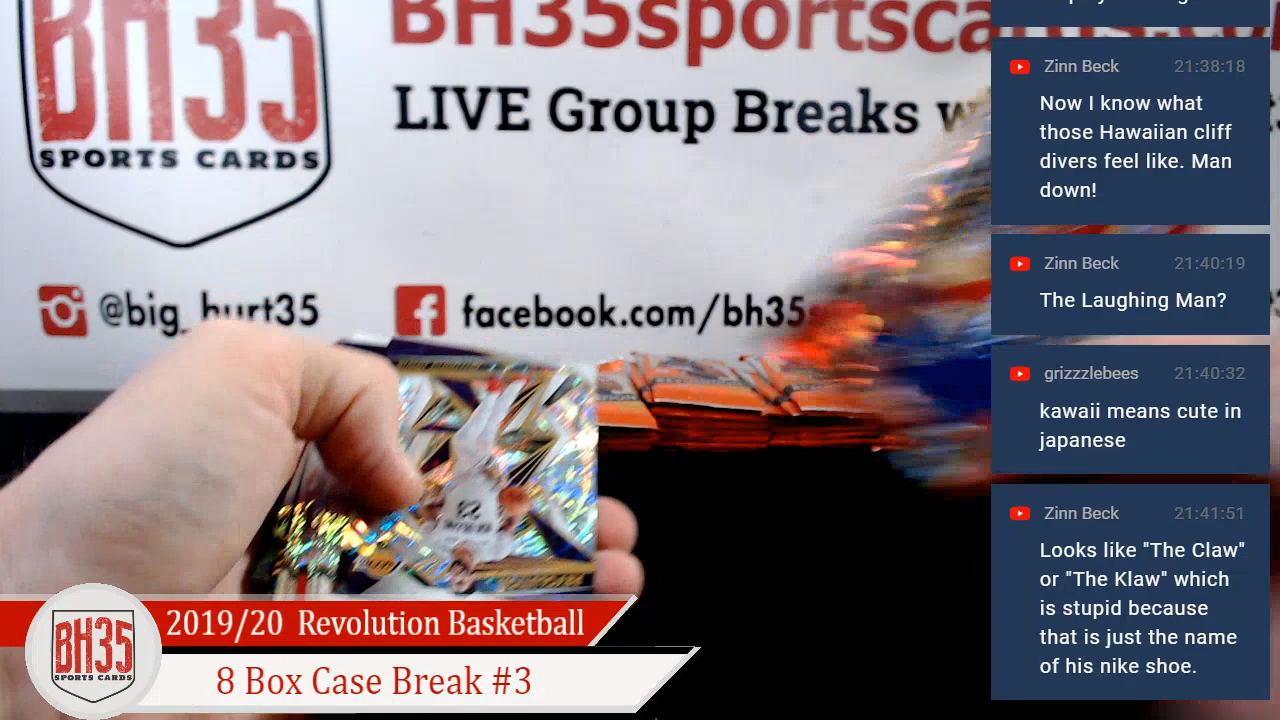 BH35
SPORTS CARDS
BH35sportscards.co
LIVE Group Breaks w
@big_hurt35
facebook.com/bh35
23
2019/20 Revolution Basketball
8 Box Case Break #3
BH35
SPORTS CARDS
Zinn Beck 21:38:18
Now I know what
those Hawaiian cliff
divers feel like. Man
down!
Zinn Beck 21:40:19
The Laughing Man?
grizzzlebees 21:40:32
kawaii means cute in
japanese
Zinn Beck 21:41:51
Looks like "The Claw"
or "The Klaw" which
is stupid because
that is just the name
of his nike shoe.